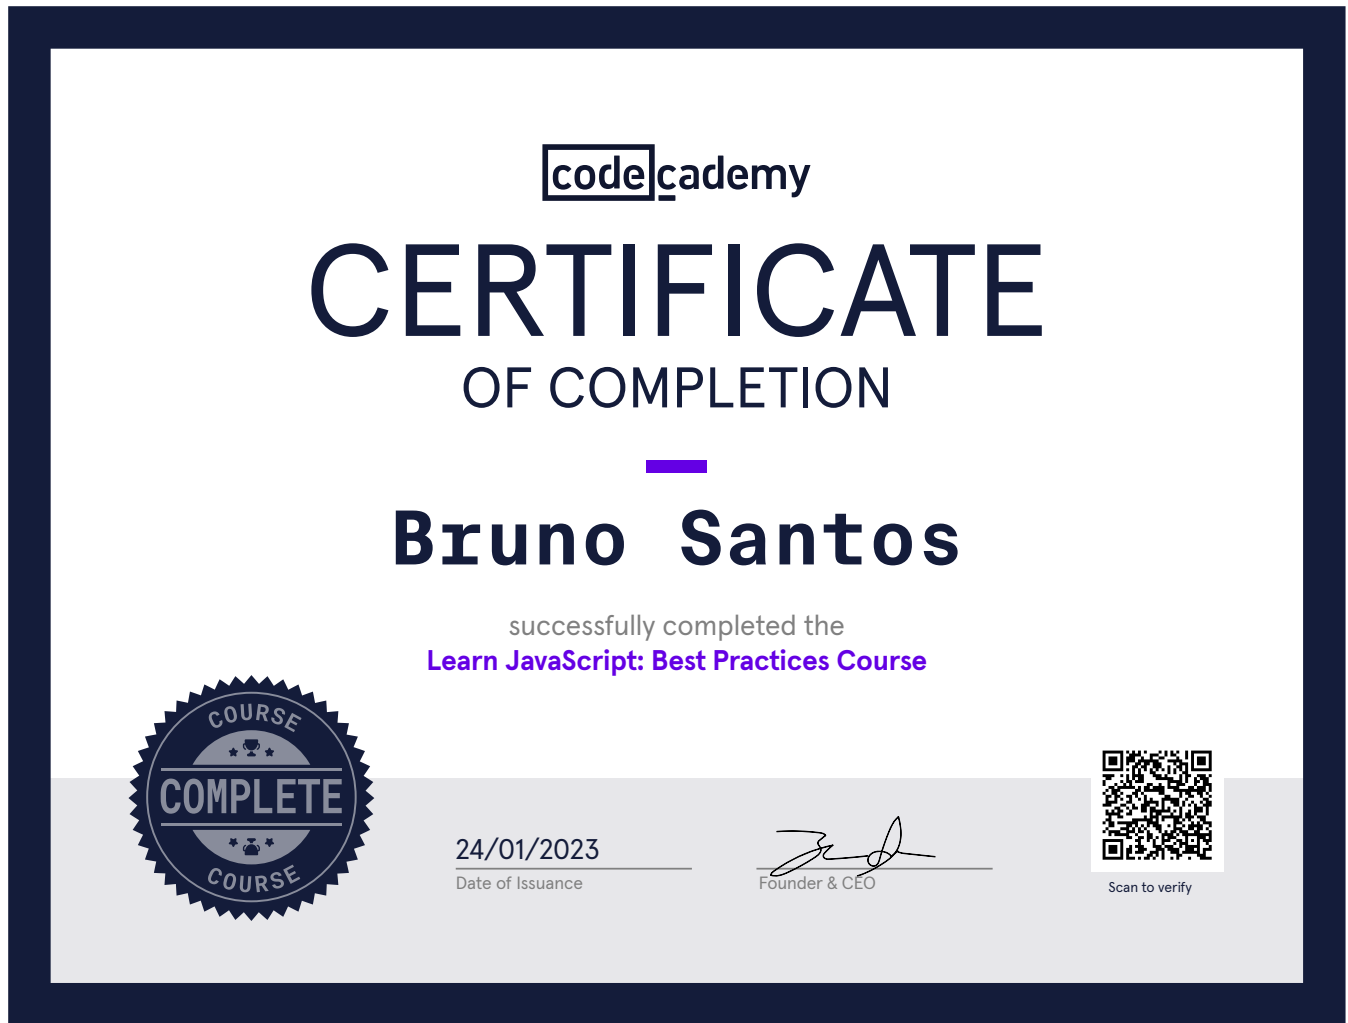 codecademy
CERTIFICATE
OF COMPLETION
Bruno Santos
successfully completed the
Learn JavaScript: Best Practices Course
COURSE
COMPLETE
COURSE
24/01/2023
Date of Issuance
Founder & CEO
Scan to verify